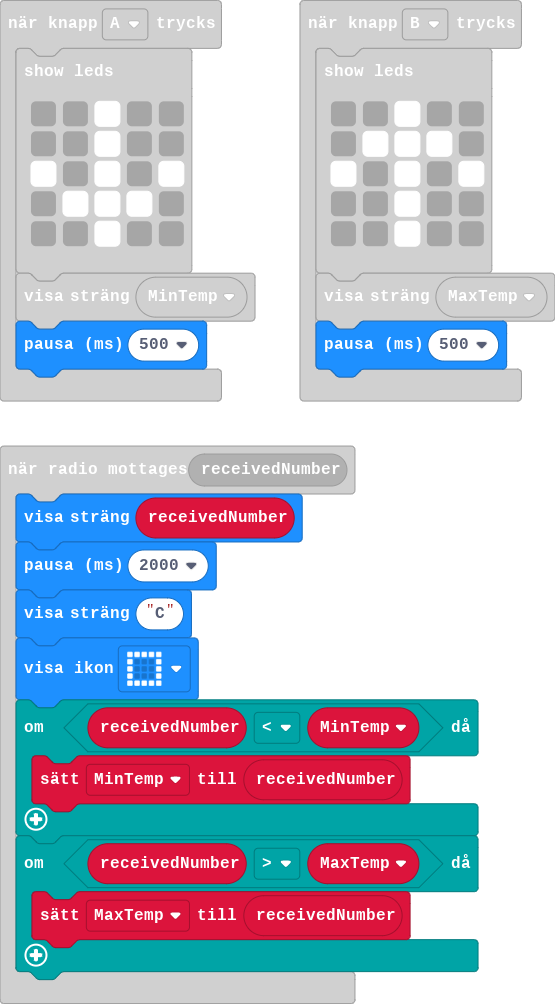 när knapp A trycks
show leds
visa sträng MinTemp
pausa (ms) 500
när knapp B trycks
show leds
visa sträng MaxTemp
pausa (ms) 500
när radio mottages receivedNumber
visa sträng receivedNumber
pausa (ms) 2000
visa sträng "C"
visa ikon
om receivedNumber < MinTemp då
sätt MinTemp till receivedNumber
om receivedNumber > MaxTemp då
sätt MaxTemp till receivedNumber